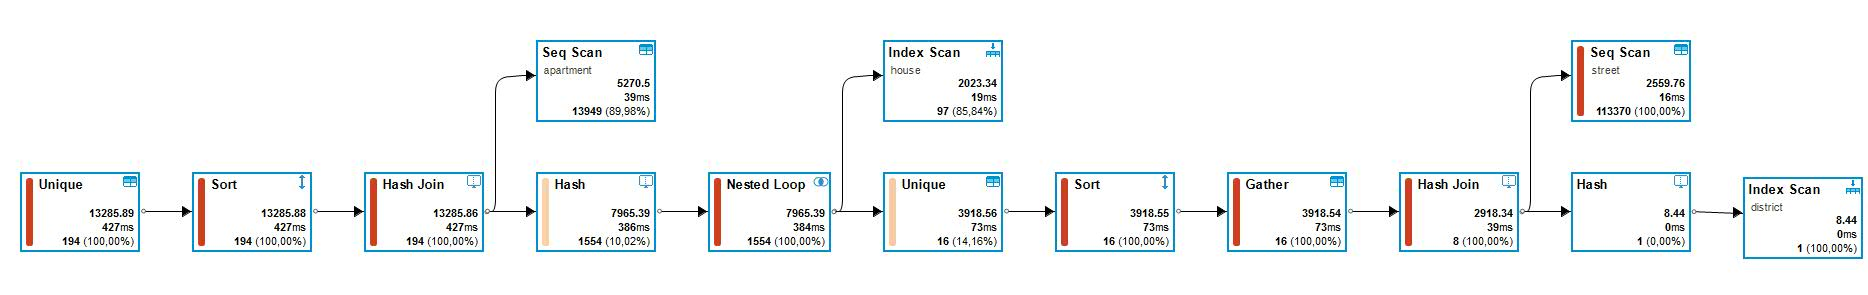 Seq Scan
apartment
5270.5
39ms
13949 (89,98%)
Index Scan
house
2023.34
19ms
97 (85,84%)
Seq Scan
street
2559.76
16ms
113370 (100,00%)
Unique
13285.89
427ms
194 (100,00%)
Sort
13285.88
427ms
194 (100,00%)
Hash Join
13285.86
427ms
194 (100,00%)
Hash
7965.39
386ms
1554 (10,02%)
Nested Loop
7965.39
384ms
1554 (100,00%)
Unique
3918.56
73ms
16 (14,16%)
Sort
3918.55
73ms
16 (100,00%)
Gather
3918.54
73ms
16 (100,00%)
Hash Join
2918.34
39ms
8 (100,00%)
Hash
8.44
0ms
1 (0,00%)
Index Scan
district
8.44
0ms
1 (100,00%)